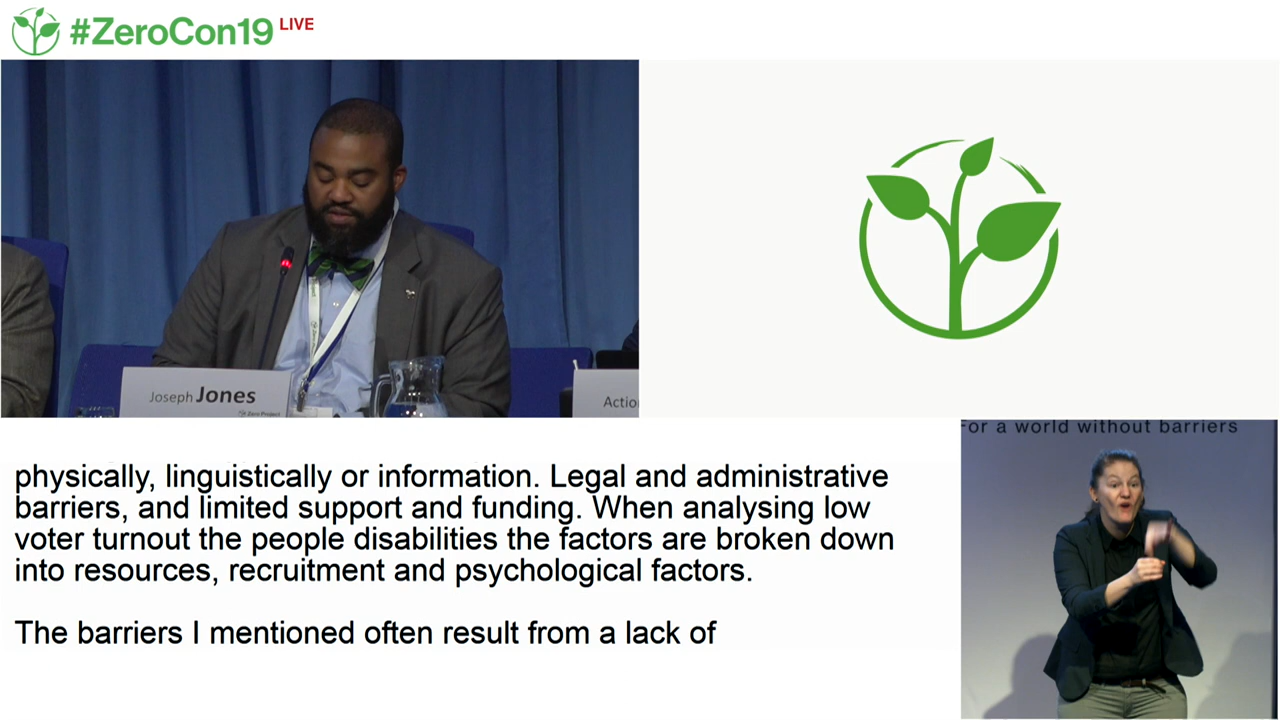 #ZeroCon19 LIVE
Joseph Jones
Zero Project
Actio
For a world without barriers
physically, linguistically or information. Legal and administrative
barriers, and limited support and funding. When analysing low
voter turnout the people disabilities the factors are broken down
into resources, recruitment and psychological factors.
The barriers I mentioned often result from a lack of